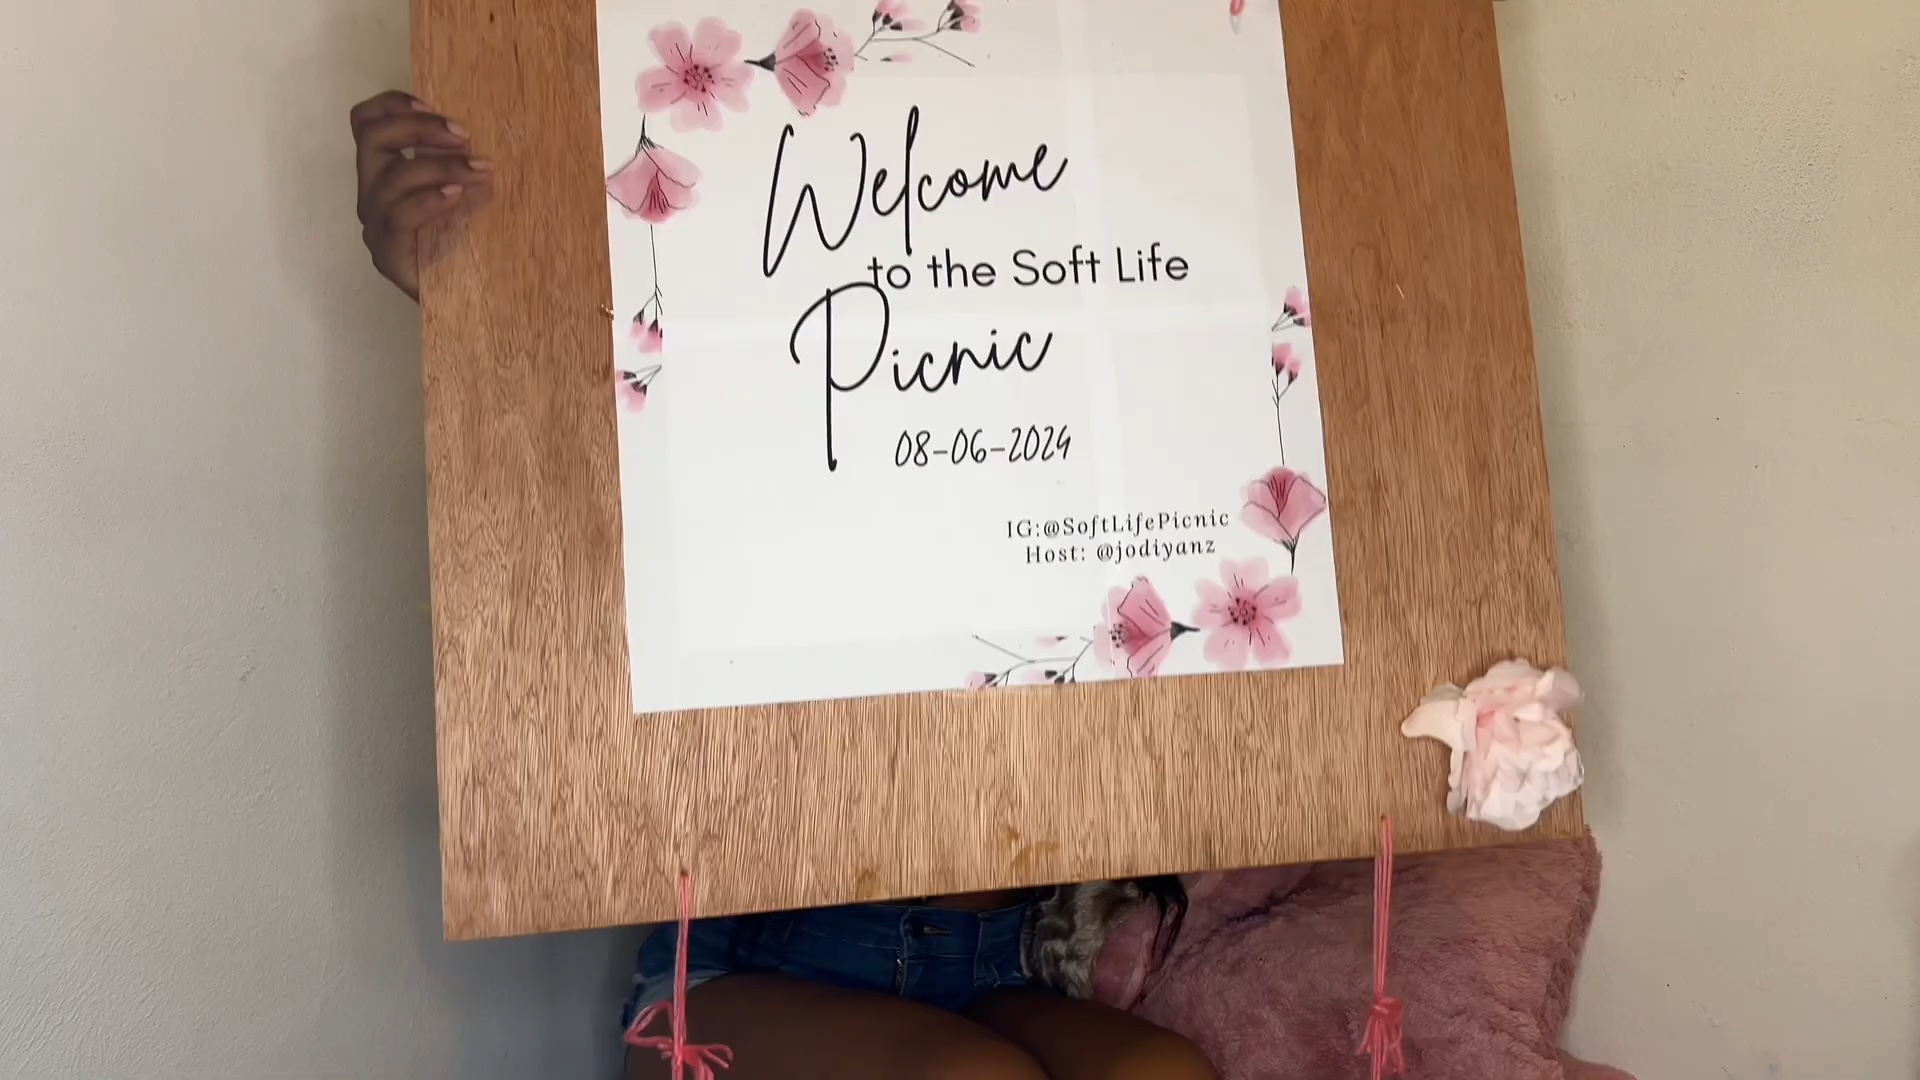 Welcome
to the Soft Life
Picnic
08-06-2024
IG:@SoftLifePicnic
Host: @jodiyanz